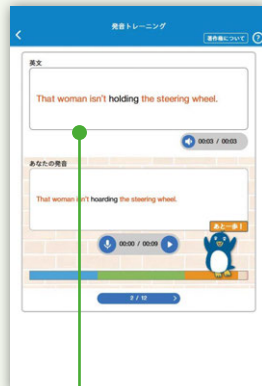 発音トレーニング
著作権について ?
英文
That woman isn't holding the steering wheel.
00:03 / 00:03
あなたの発音
That woman isn't hoarding the steering wheel.
あと一歩!
00:00 / 00:09
2 / 12